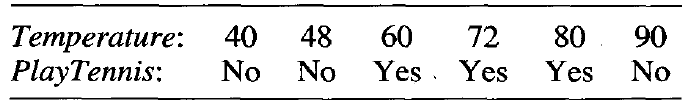 Temperature: 40 48 60 72 80 90
PlayTennis: No No Yes Yes Yes No